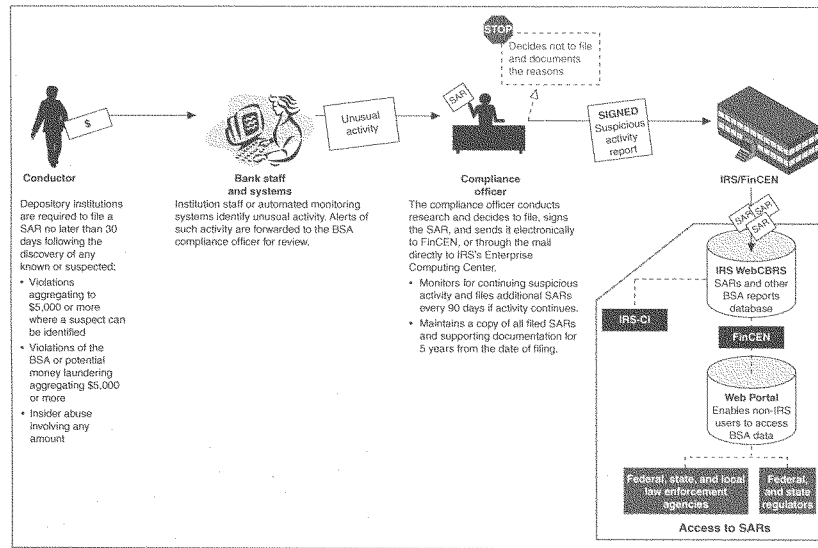 STOP
Decides not to file
and documents
the reasons
$
SAR
Unusual
activity
SIGNED
Suspicious
activity
report
Conductor
Depository institutions
are required to file a
SAR no later than 30
days following the
discovery of any
known or suspected:
• Violations
aggregating to
$5,000 or more
where a suspect can
be identified
• Violations of the
BSA or potential
money laundering
aggregating $5,000
or more
• Insider abuse
involving any
amount
Bank staff
and systems
Institution staff or automated monitoring
systems identify unusual activity. Alerts of
such activity are forwarded to the BSA
compliance officer for review.
Compliance
officer
The compliance officer conducts
research and decides to file, signs
the SAR, and sends it electronically
to FinCEN, or through the mail
directly to IRS's Enterprise
Computing Center.
• Monitors for continuing suspicious
activity and files additional SARs
every 90 days if activity continues.
• Maintains a copy of all filed SARs
and supporting documentation for
5 years from the date of filing.
IRS/FinCEN
SAR
SAR
SAR
IRS WebCBRS
SARs and other
BSA reports
database
IRS-CI
FinCEN
Web Portal
Enables non-IRS
users to access
BSA data
Federal, state, and local
law enforcement
agencies
Federal,
and state
regulators
Access to SARs